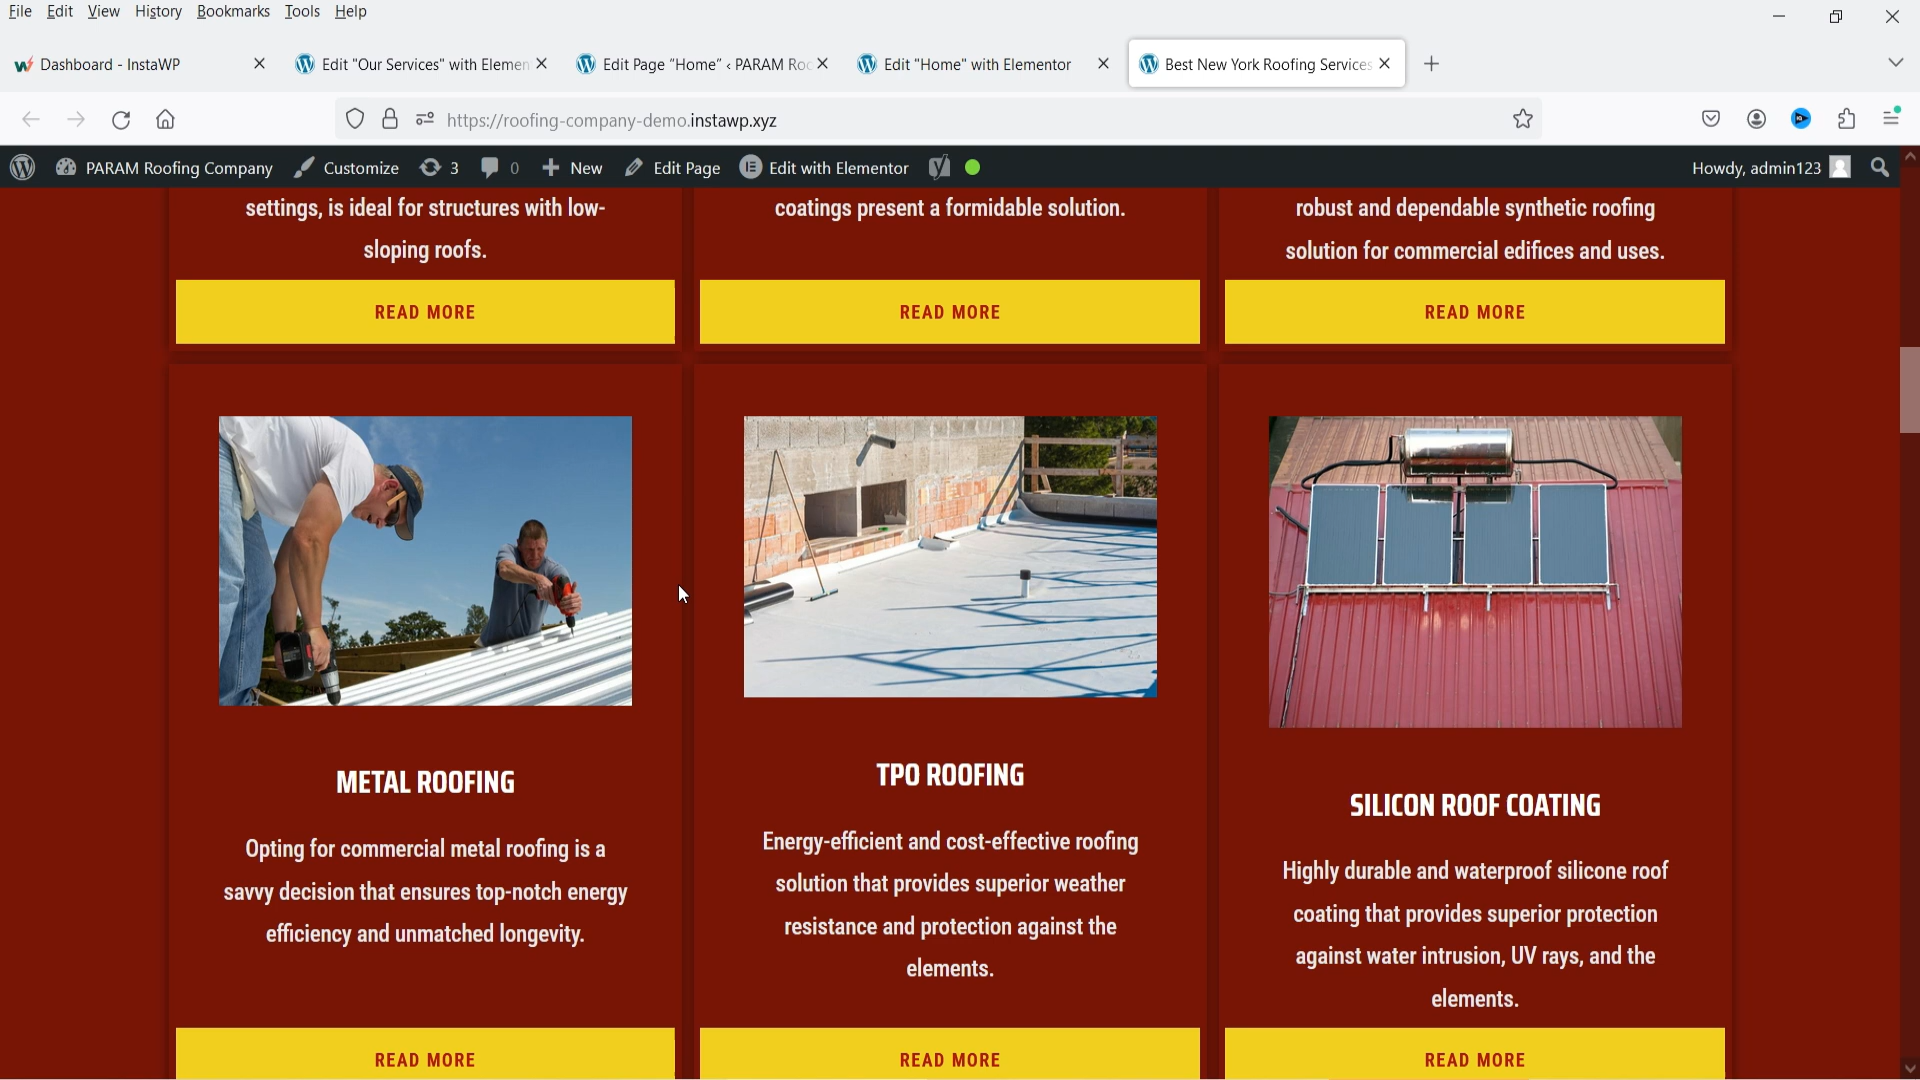 File Edit View History Bookmarks Tools Help
Dashboard - InstaWP
Edit "Our Services" with Elemen
Edit Page "Home" ‹ PARAM Roo
Edit "Home" with Elementor
Best New York Roofing Services
https://roofing-company-demo.instawp.xyz
PARAM Roofing Company Customize 3 0 New Edit Page Edit with Elementor Howdy, admin123
settings, is ideal for structures with low-
sloping roofs.
READ MORE
coatings present a formidable solution.
READ MORE
robust and dependable synthetic roofing
solution for commercial edifices and uses.
READ MORE
METAL ROOFING
Opting for commercial metal roofing is a
savvy decision that ensures top-notch energy
efficiency and unmatched longevity.
READ MORE
TPO ROOFING
Energy-efficient and cost-effective roofing
solution that provides superior weather
resistance and protection against the
elements.
READ MORE
SILICON ROOF COATING
Highly durable and waterproof silicone roof
coating that provides superior protection
against water intrusion, UV rays, and the
elements.
READ MORE